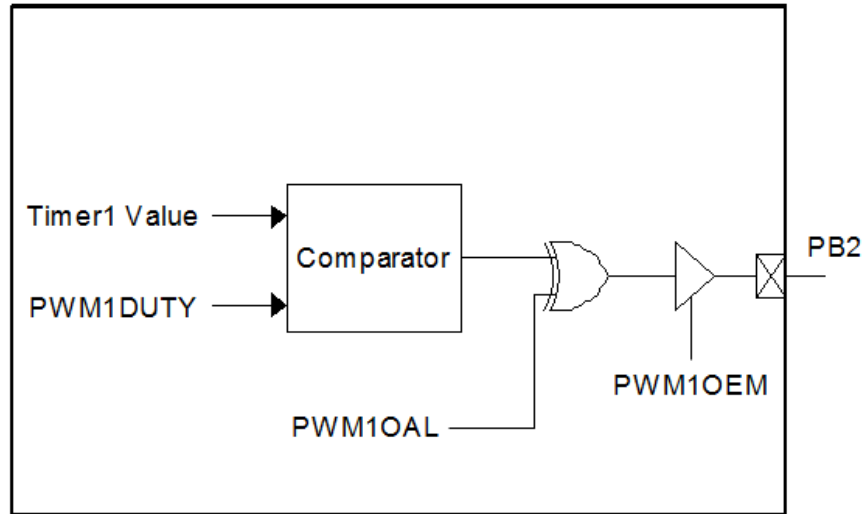 Timer1 Value
Comparator
PB2
PWM1DUTY
PWM1OEM
PWM1OAL